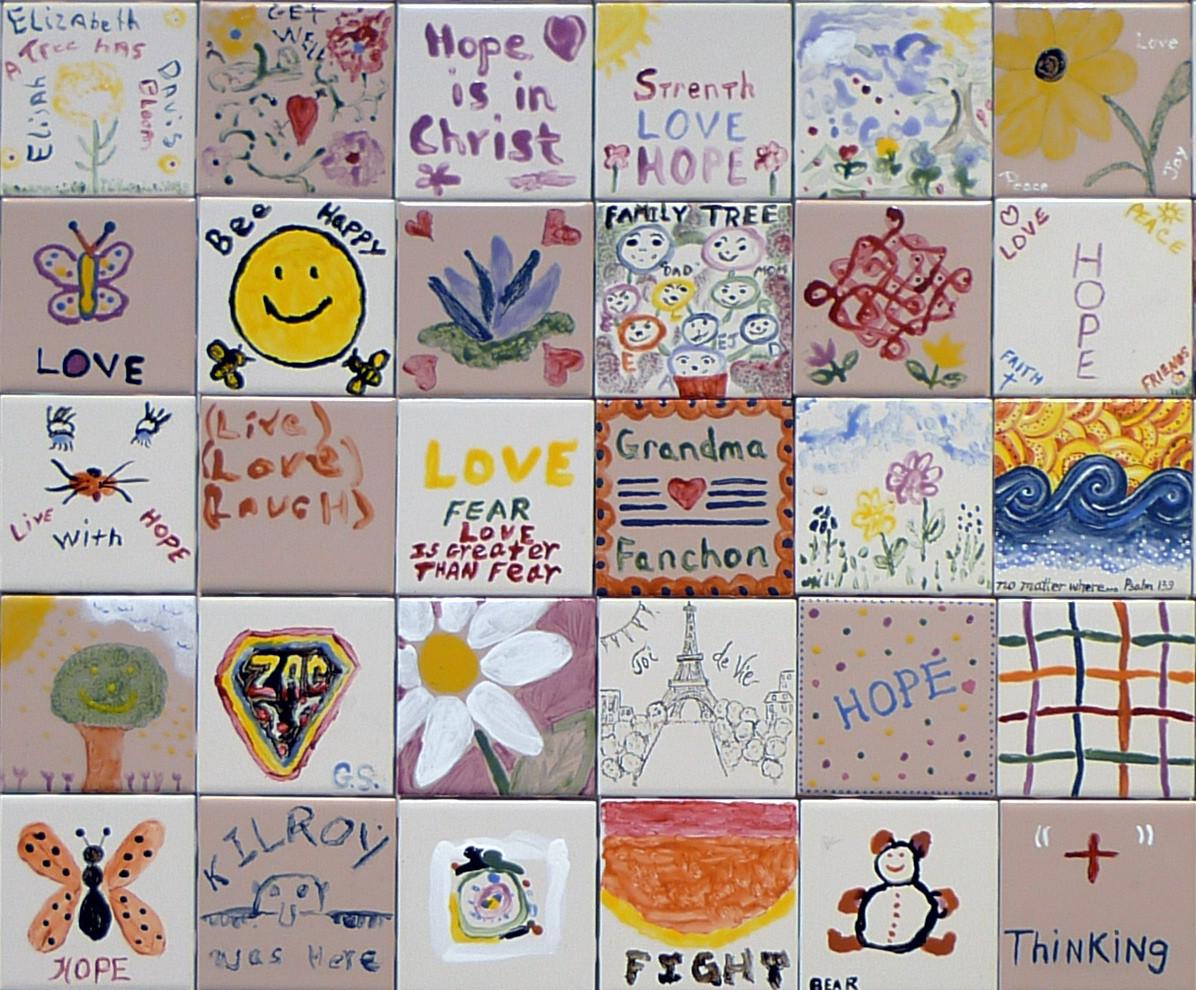 ELIZAbETH
A Tree HAS
ELIJAH
DAVIS
Bloom
GET
WELL
Hope
is in
Christ
STrenTh
LOVE
HOPE
Love
Joy
Peace
LOVE
Bee Happy
FAMILY TREE
DAD
MOM
EJ
E
D
LOVE
PEACE
HOPE
FAITH
FRIENDS
LIVE
with
HOPE
(Live)
(Love)
(LAUGH)
LOVE
FEAR
LOVE
IS Greater
THAN Fear
Grandma
Fanchon
no matter where... Psalm 139
ZAC
G.S.
Joi de Vie
HOPE
HOPE
KILROY
was Here
FIGHT
BEAR
" + "
ThinKing